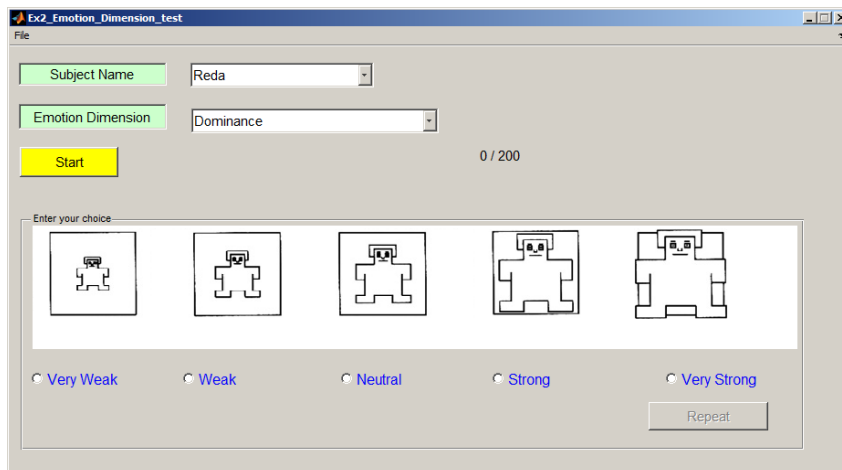 Ex2_Emotion_Dimension_test
File
Subject Name
Reda
Emotion Dimension
Dominance
Start
0 / 200
Enter your choice
Very Weak
Weak
Neutral
Strong
Very Strong
Repeat